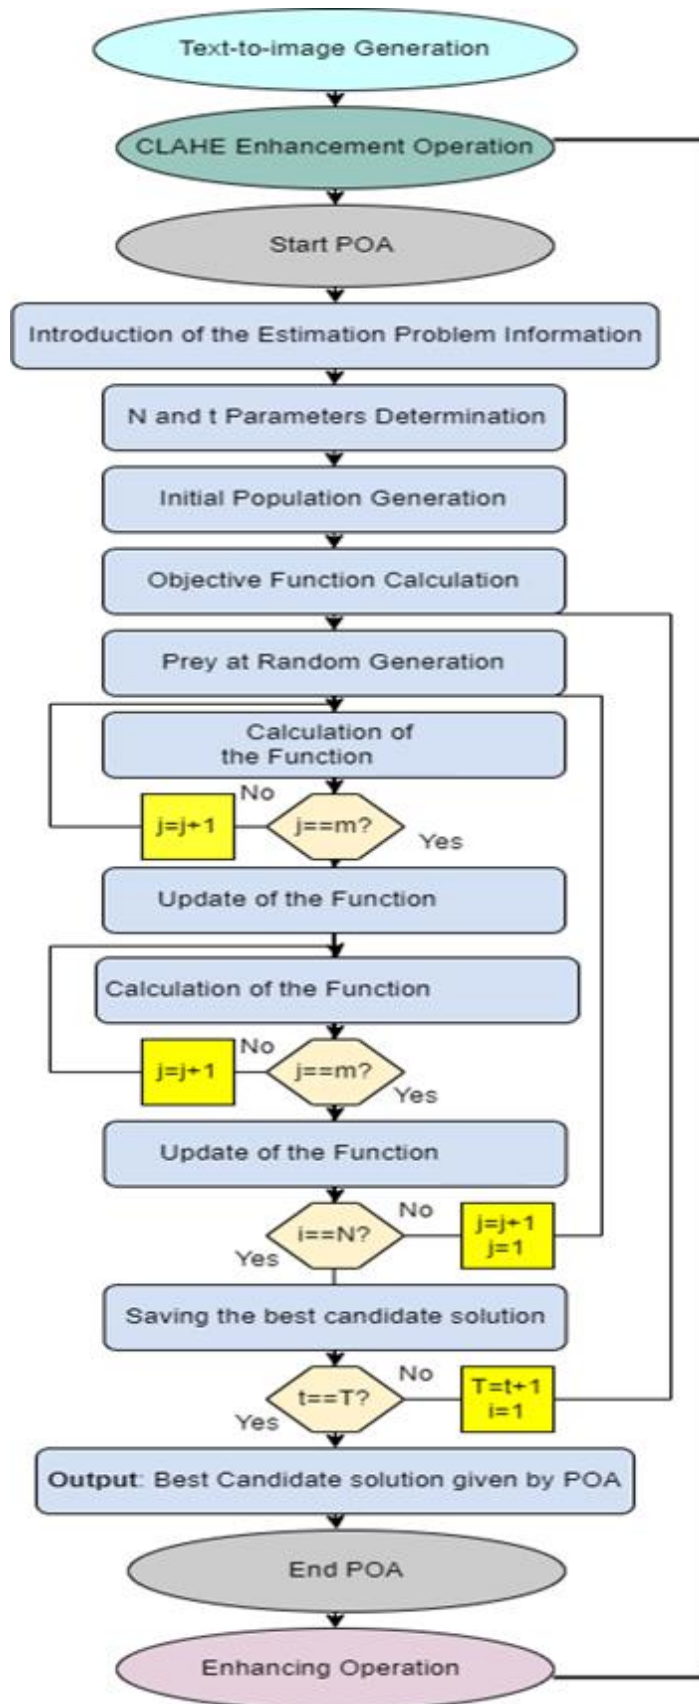 Text-to-image Generation
CLAHE Enhancement Operation
Start POA
Introduction of the Estimation Problem Information
N and t Parameters Determination
Initial Population Generation
Objective Function Calculation
Prey at Random Generation
Calculation of
the Function
No
j=j+1
j==m?
Yes
Update of the Function
Calculation of the Function
No
j=j+1
j==m?
Yes
Update of the Function
i==N?
No
j=j+1
j=1
Yes
Saving the best candidate solution
t==T?
No
T=t+1
i=1
Yes
Output: Best Candidate solution given by POA
End POA
Enhancing Operation